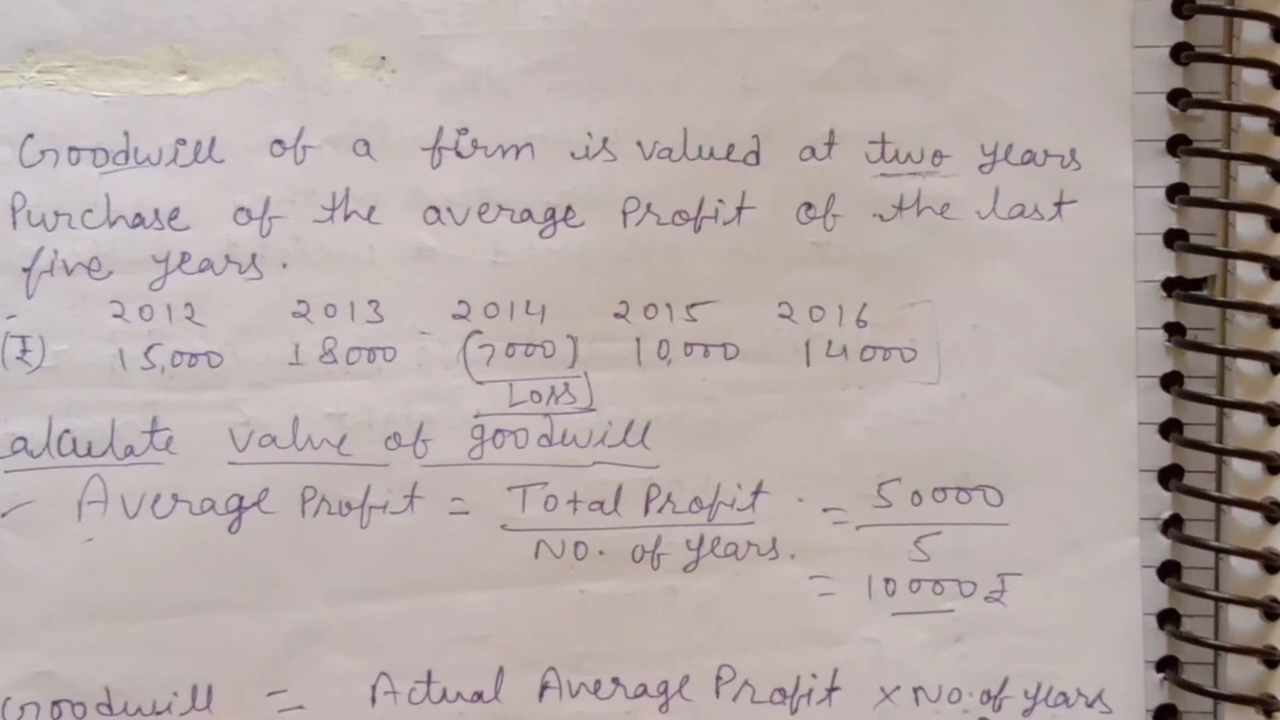 Goodwill of a firm is valued at two years
Purchase of the average Profit of the last
five years.
2012 2013 2014 2015 2016
(₹) 15,000 18000 (7000) 10,000 14000
Loss)
alculate value of goodwill
- Average Profit = Total Profit = 50000
No. of years. 5
= 10000 ₹
Goodwill = Actual Average Profit × No. of years